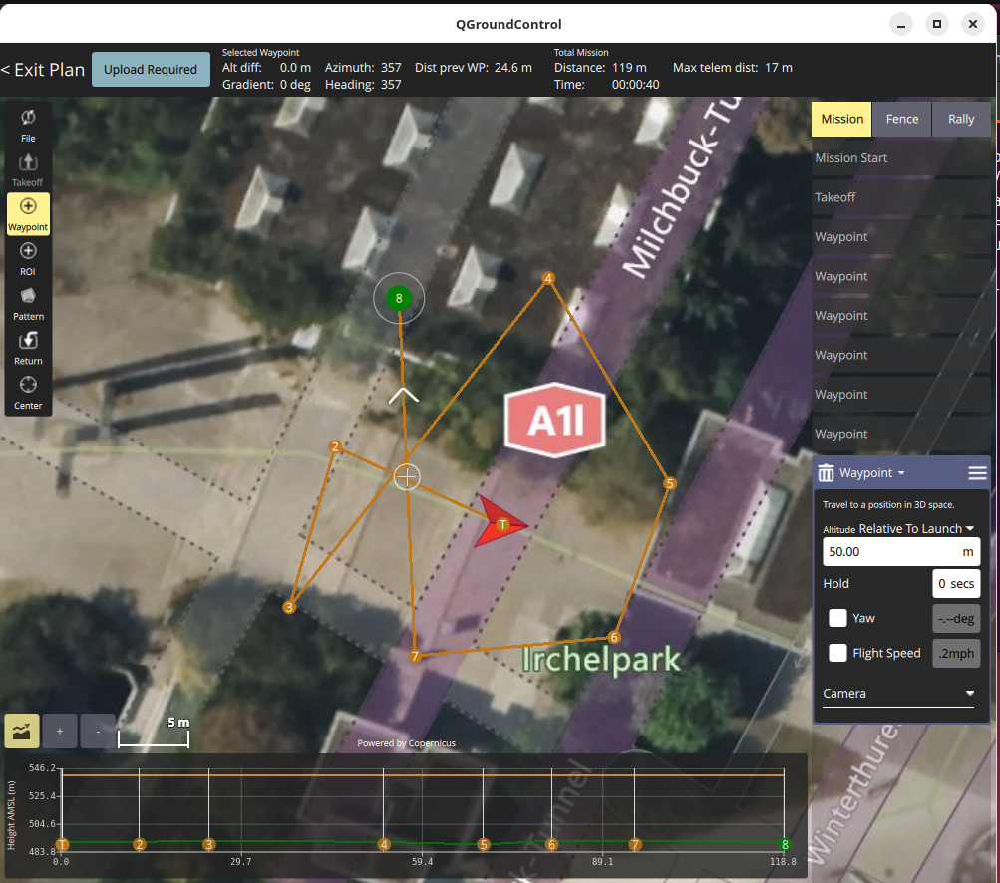 QGroundControl
< Exit Plan
Upload Required
Selected Waypoint
Alt diff: 0.0 m Azimuth: 357 Dist prev WP: 24.6 m
Gradient: 0 deg Heading: 357
Total Mission
Distance: 119 m Max telem dist: 17 m
Time: 00:00:40
File
Takeoff
Waypoint
ROI
Pattern
Return
Center
Mission
Fence
Rally
Mission Start
Takeoff
Waypoint
Waypoint
Waypoint
Waypoint
Waypoint
Waypoint
Waypoint
Travel to a position in 3D space.
Altitude Relative To Launch
50.00 m
Hold 0 secs
Yaw -.--deg
Flight Speed .2mph
Camera
Milchbuck-Tu
4
8
A1l
2
5
T
3
6
7
Irchelpark
Winterthure
-Tunnel
+
-
5 m
Powered by Copernicus
Height AMSL (m)
546.2
525.4
504.6
483.8
T
2
3
4
5
6
7
8
0.0
29.7
59.4
89.1
118.8